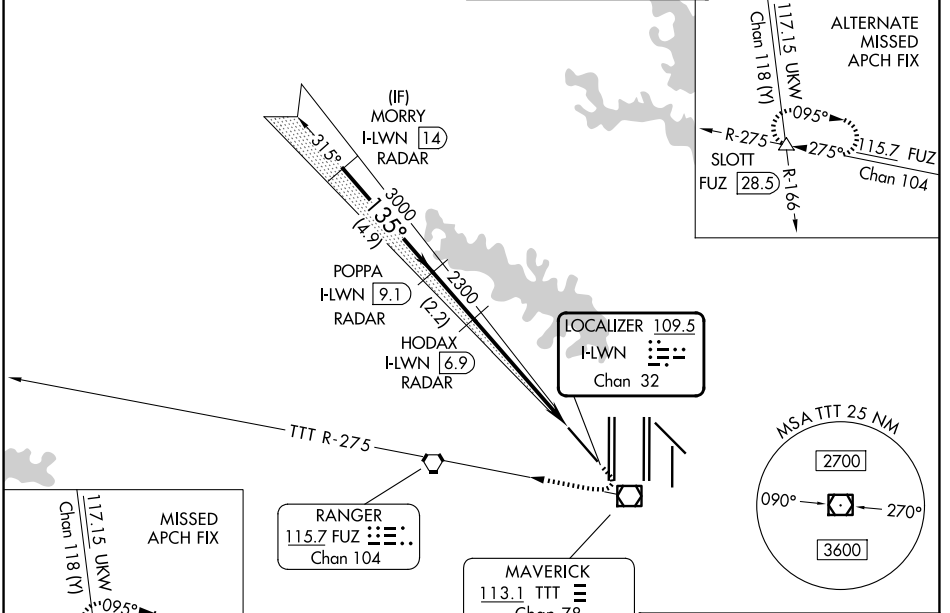 117.15 UKW
Chan 118 (Y)
ALTERNATE
MISSED
APCH FIX
095°
R-275
275°
115.7 FUZ
Chan 104
SLOTT
FUZ 28.5
R-166
(IF)
MORRY
I-LWN 14
RADAR
315°
3000
135°
(4.9)
POPPA
I-LWN 9.1
RADAR
2300
(2.2)
HODAX
I-LWN 6.9
RADAR
LOCALIZER 109.5
I-LWN
Chan 32
TTT R-275
MSA TTT 25 NM
2700
090°
270°
3600
RANGER
115.7 FUZ
Chan 104
MAVERICK
113.1 TTT
Chan 78
117.15 UKW
Chan 118 (Y)
MISSED
APCH FIX
095°